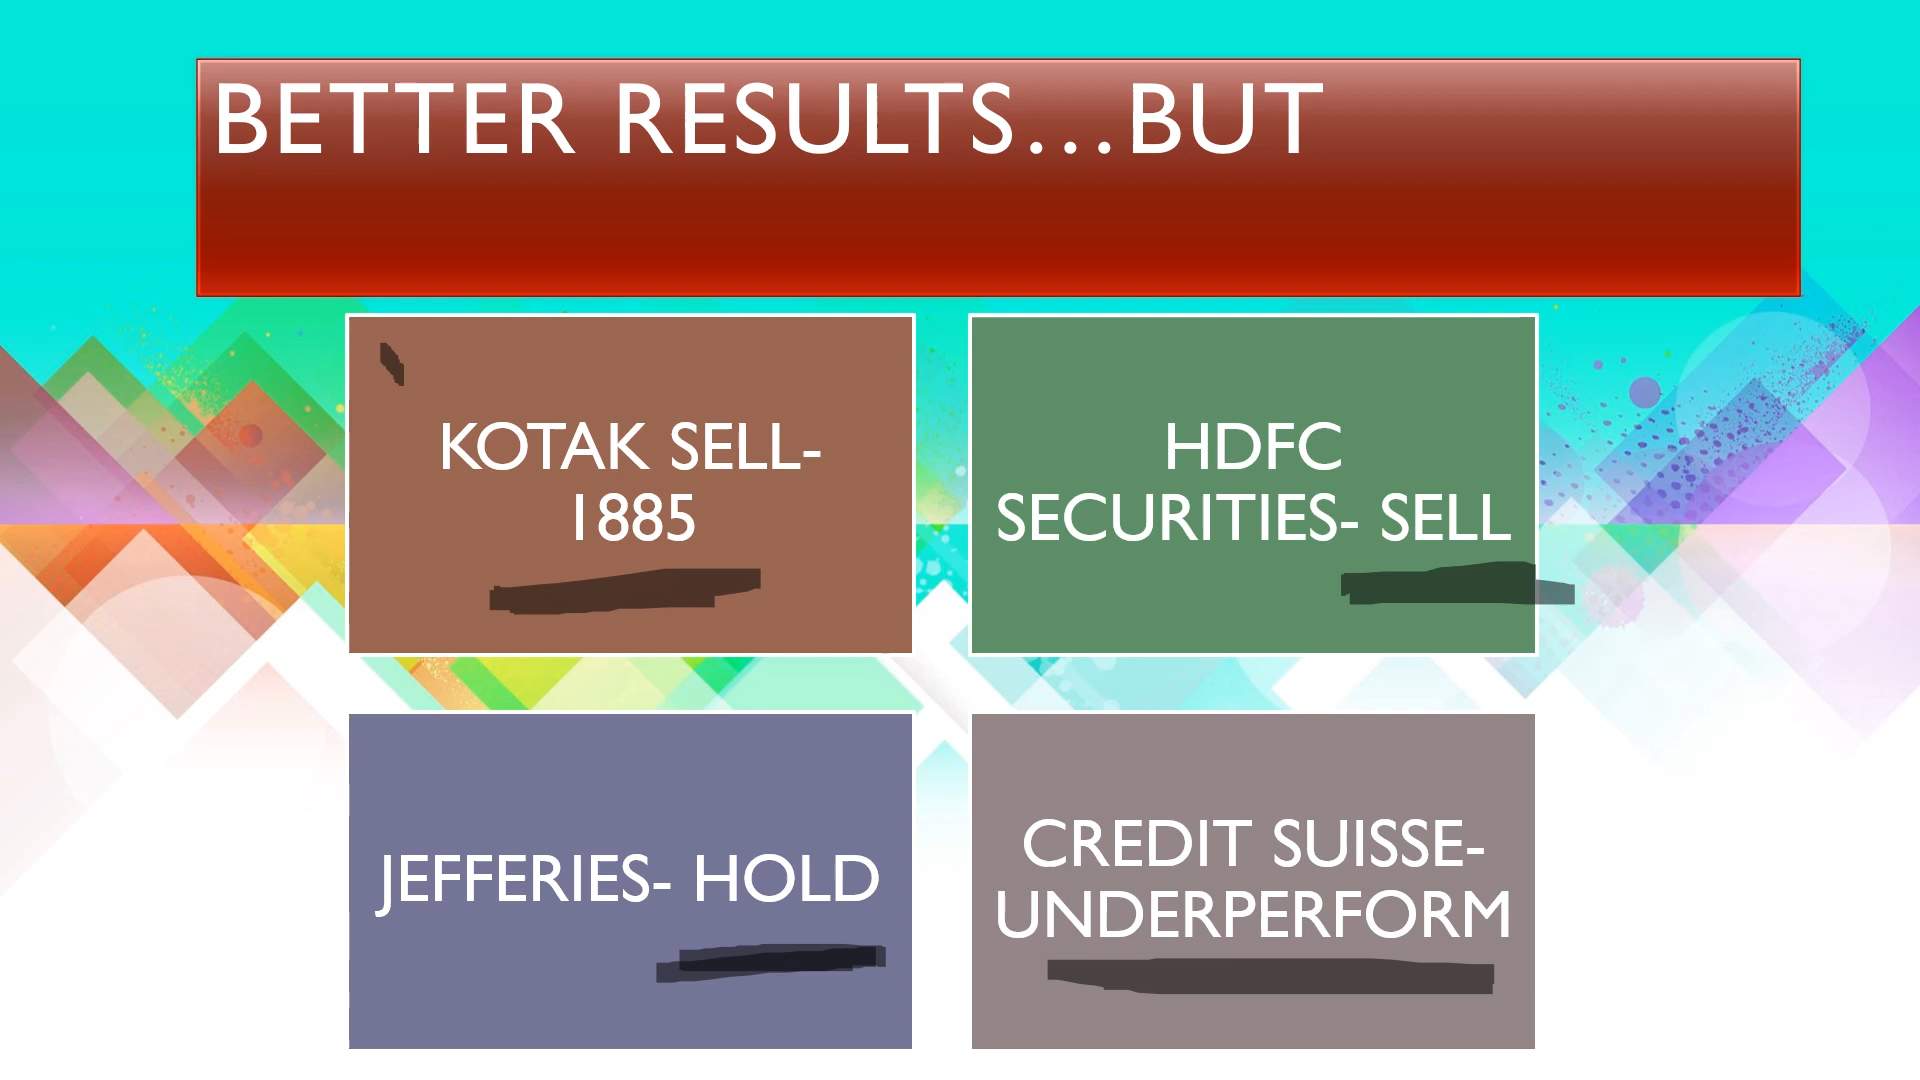 BETTER RESULTS...BUT
KOTAK SELL-
1885
HDFC
SECURITIES- SELL
JEFFERIES- HOLD
CREDIT SUISSE-
UNDERPERFORM